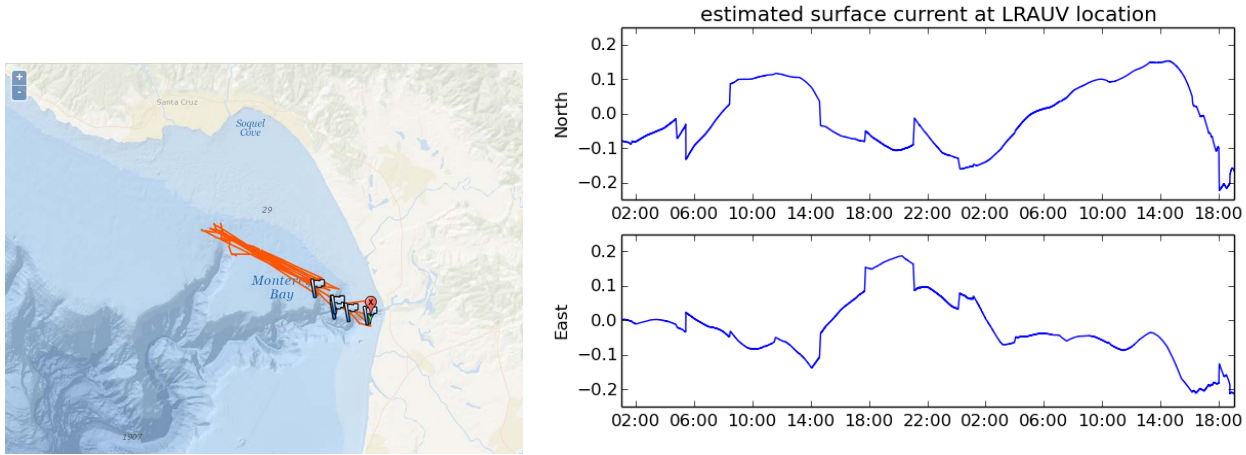 +
-
Santa Cruz
Soquel
Cove
29
Monterey
Bay
1907
X
estimated surface current at LRAUV location
North
0.2
0.1
0.0
−0.1
−0.2
02:00 06:00 10:00 14:00 18:00 22:00 02:00 06:00 10:00 14:00 18:00
East
0.2
0.1
0.0
−0.1
−0.2
02:00 06:00 10:00 14:00 18:00 22:00 02:00 06:00 10:00 14:00 18:00